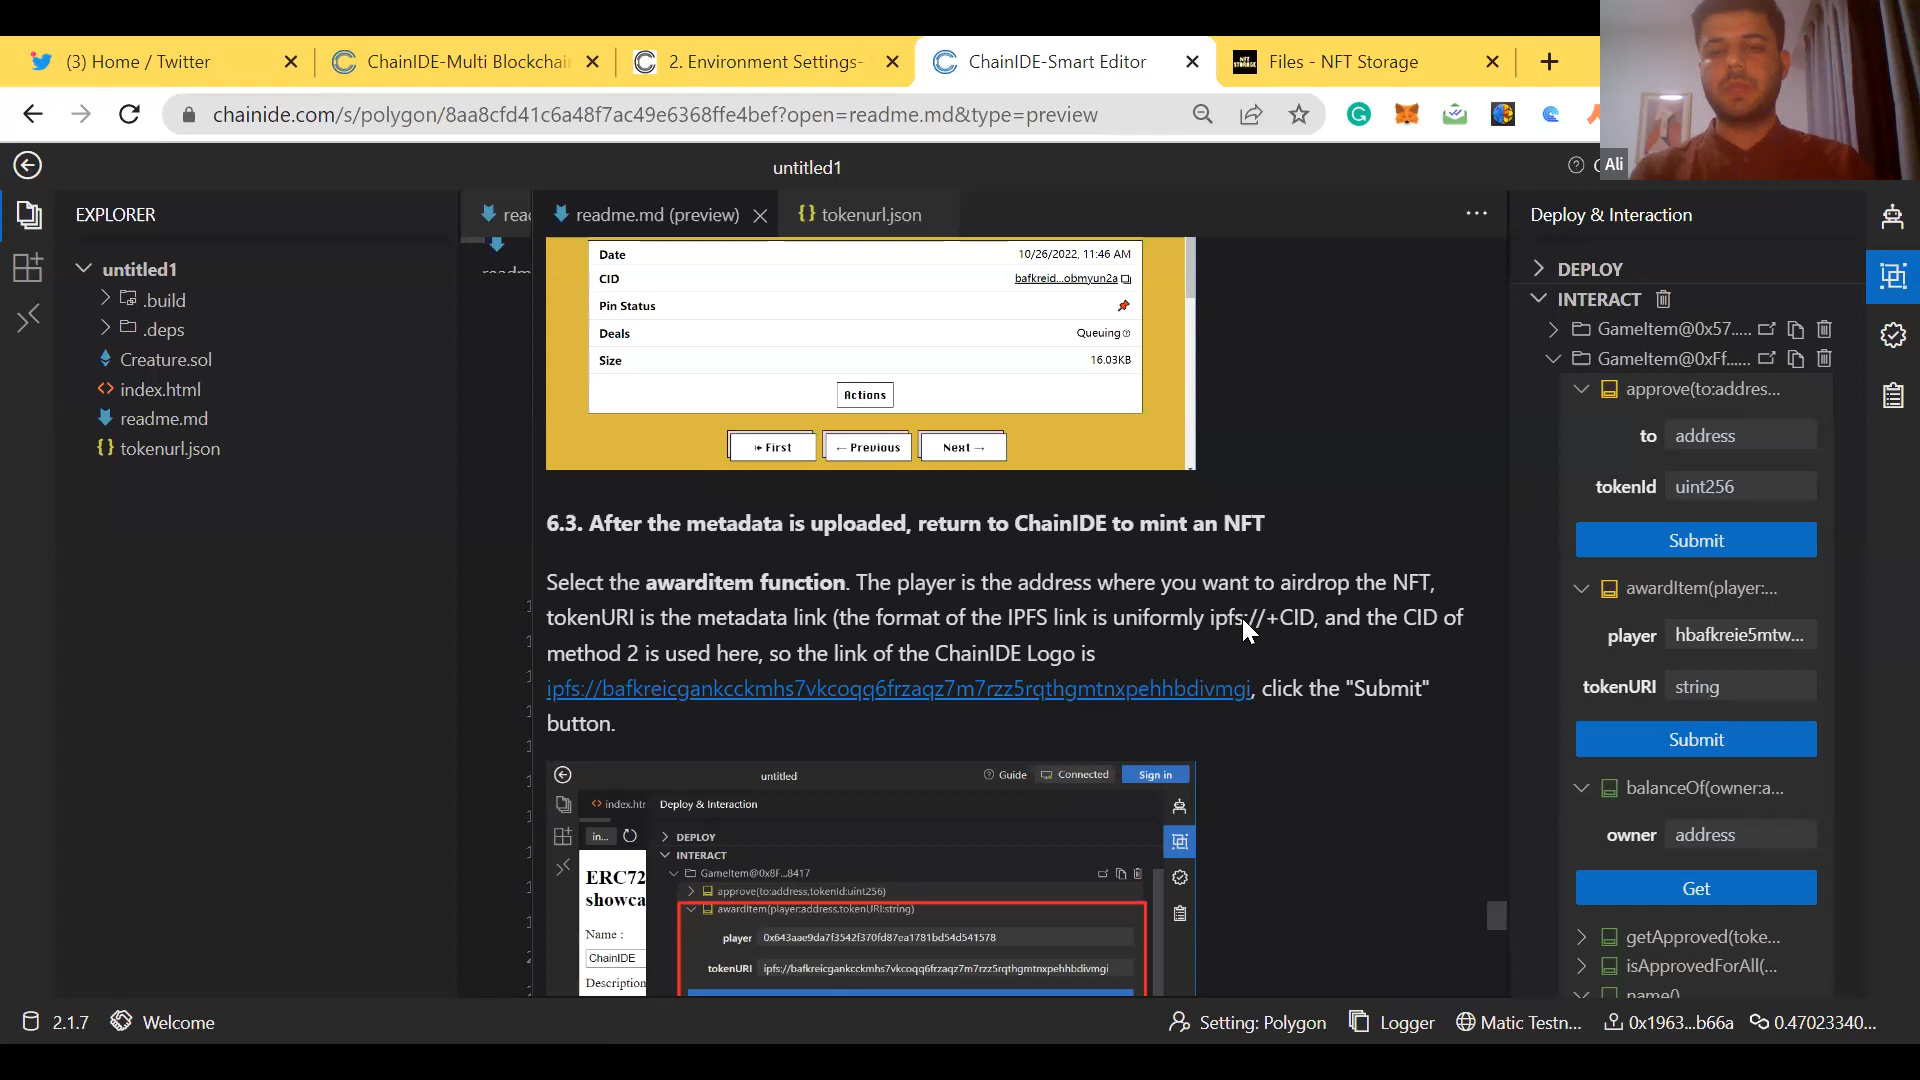 (3) Home / Twitter
ChainIDE-Multi Blockchain
2. Environment Settings-
ChainIDE-Smart Editor
Files - NFT Storage
chainide.com/s/polygon/8aa8cfd41c6a48f7ac49e6368ffe4bef?open=readme.md&type=preview
untitled1
Ali
EXPLORER
readme.md (preview)
tokenurl.json
Deploy & Interaction
untitled1
.build
.deps
Creature.sol
index.html
readme.md
tokenurl.json
Date 10/26/2022, 11:46 AM
CID bafkreid...obmyun2a
Pin Status
Deals Queuing
Size 16.03KB
Actions
First
← Previous
Next →
6.3. After the metadata is uploaded, return to ChainIDE to mint an NFT
Select the awarditem function. The player is the address where you want to airdrop the NFT,
tokenURI is the metadata link (the format of the IPFS link is uniformly ipfs://+CID, and the CID of
method 2 is used here, so the link of the ChainIDE Logo is
ipfs://bafkreicgankcckmhs7vkcoqq6frzaqz7m7rzz5rqthgmtnxpehhbdivmgi, click the "Submit"
button.
untitled
Guide
Connected
Sign in
index.htr
Deploy & Interaction
in...
DEPLOY
INTERACT
GameItem@0x8F...8417
approve(to:address,tokenId:uint256)
awardItem(player:address,tokenURI:string)
player 0x643aae9da7f3542f370fd87ea1781bd54d541578
tokenURI ipfs://bafkreicgankcckmhs7vkcoqq6frzaqz7m7rzz5rqthgmtnxpehhbdivmgi
ERC72
showca
Name :
ChainIDE
Description
DEPLOY
INTERACT
GameItem@0x57.....
GameItem@0xFf......
approve(to:addres...
to address
tokenId uint256
Submit
awardItem(player:...
player hbafkreie5mtw...
tokenURI string
Submit
balanceOf(owner:a...
owner address
Get
getApproved(toke...
isApprovedForAll(...
name()
2.1.7
Welcome
Setting: Polygon
Logger
Matic Testn...
0x1963...b66a
0.47023340...